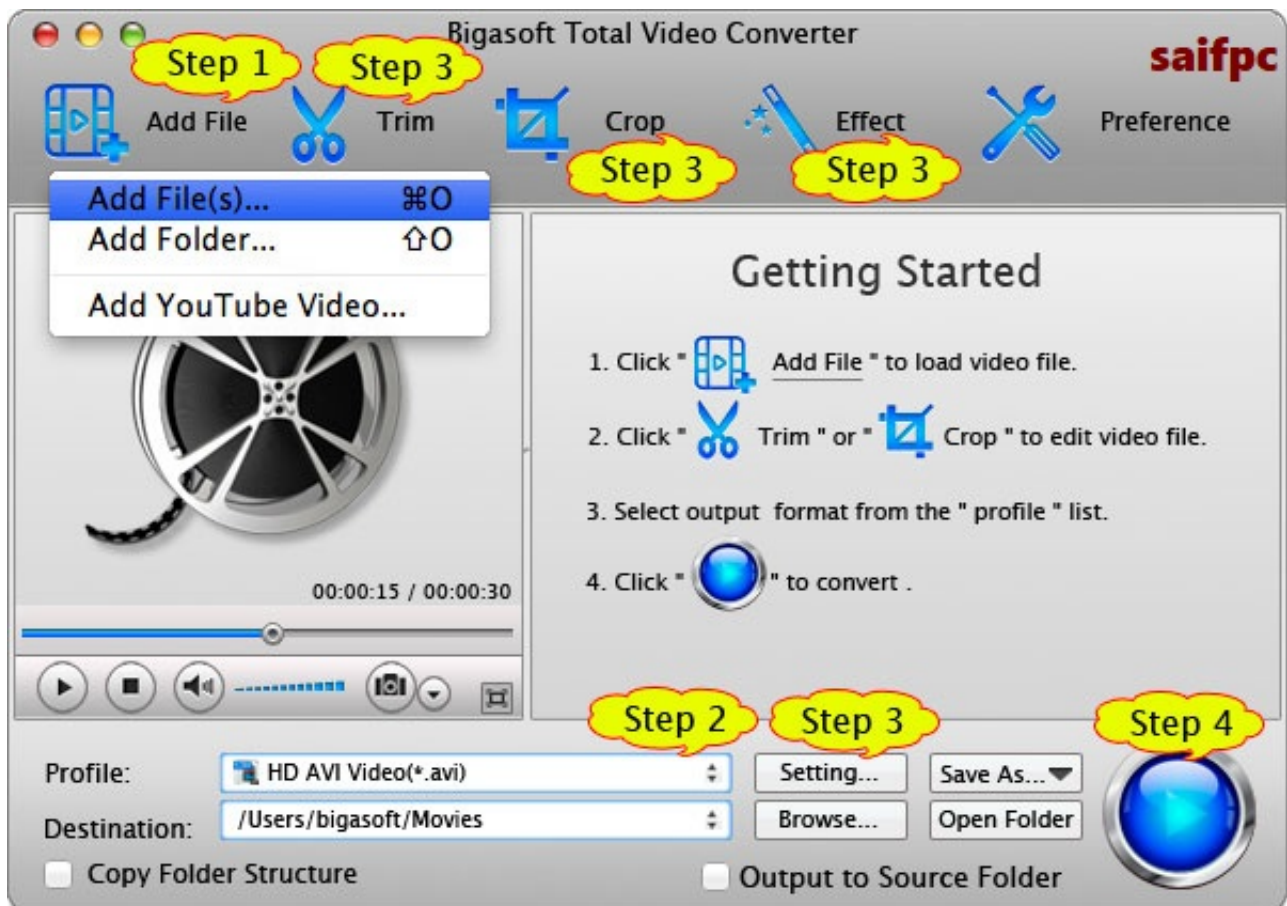 Bigasoft Total Video Converter
saifpc
Step 1
Step 3
Add File
Trim
Crop
Effect
Preference
Step 3
Step 3
Add File(s)... ⌘O
Add Folder... ⇧O
Add YouTube Video...
Getting Started
1. Click " Add File " to load video file.
2. Click " Trim " or " Crop " to edit video file.
3. Select output format from the " profile " list.
4. Click " " to convert .
00:00:15 / 00:00:30
Step 2
Step 3
Step 4
Profile: HD AVI Video(*.avi) Setting... Save As...
Destination: /Users/bigasoft/Movies Browse... Open Folder
Copy Folder Structure
Output to Source Folder